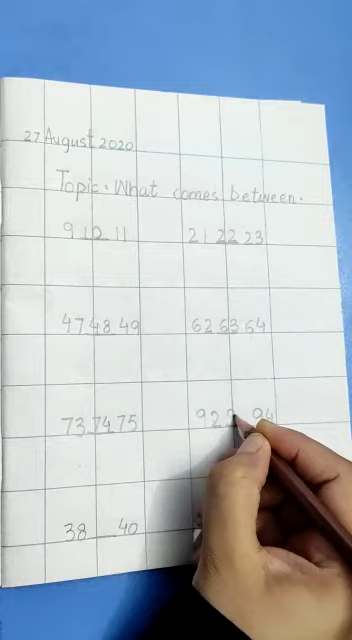 27 August 2020
Topic. What comes between.
9 10 11 21 22 23
47 48 49 62 63 64
73 74 75 92 9 94
38 __ 40